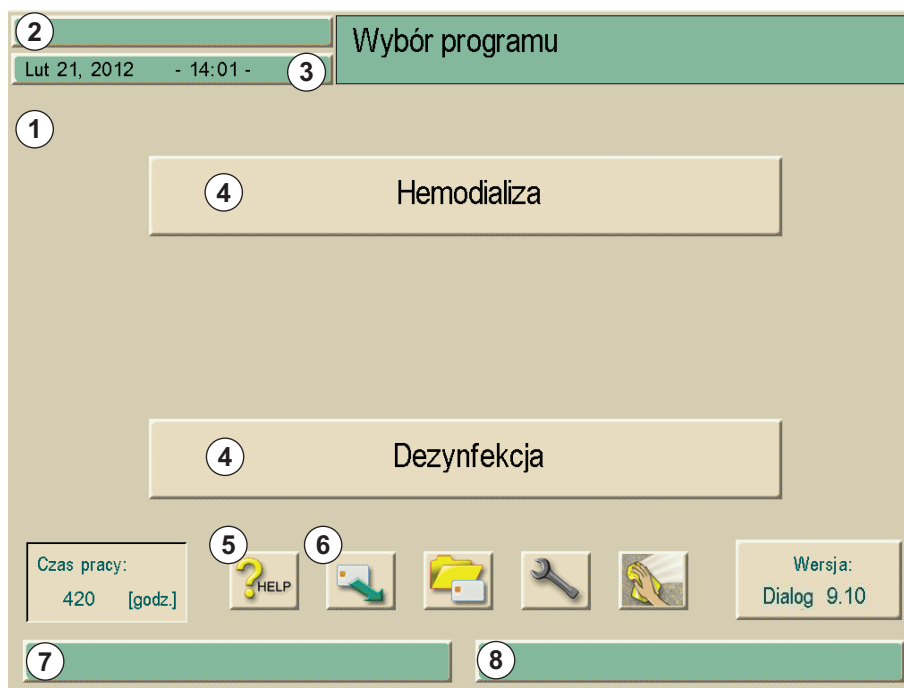 2
Wybór programu
Lut 21, 2012 - 14:01 - 3
1
4 Hemodializa
4 Dezynfekcja
5 6
Czas pracy:
420 [godz.]
HELP
Wersja:
Dialog 9.10
7 8